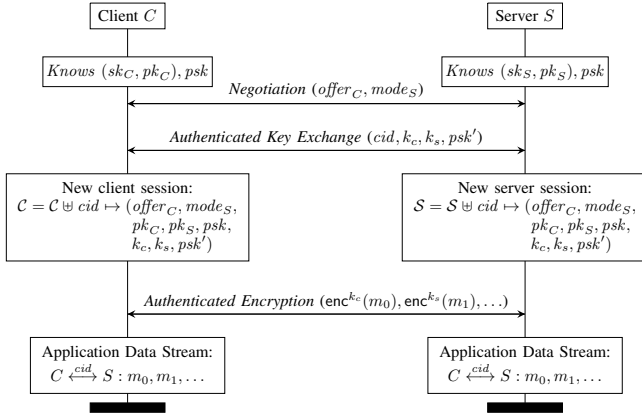 Client C Server S
Knows (sk_C, pk_C), psk Knows (sk_S, pk_S), psk
Negotiation (offer_C, mode_S)
Authenticated Key Exchange (cid, k_c, k_s, psk′)
New client session: New server session:
𝒞 = 𝒞 ⊎ cid ↦ (offer_C, mode_S, 𝒮 = 𝒮 ⊎ cid ↦ (offer_C, mode_S,
pk_C, pk_S, psk, pk_C, pk_S, psk,
k_c, k_s, psk′) k_c, k_s, psk′)
Authenticated Encryption (enc^{k_c}(m_0), enc^{k_s}(m_1), . . .)
Application Data Stream: Application Data Stream:
C ⟷^{cid} S : m_0, m_1, . . . C ⟷^{cid} S : m_0, m_1, . . .